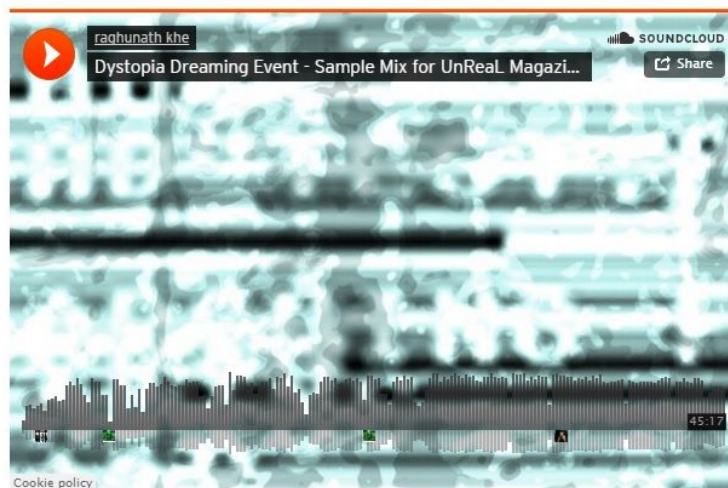 raghunath khe
SOUNDCLOUD
Dystopia Dreaming Event - Sample Mix for UnReaL Magazi...
Share
45:17
Cookie policy